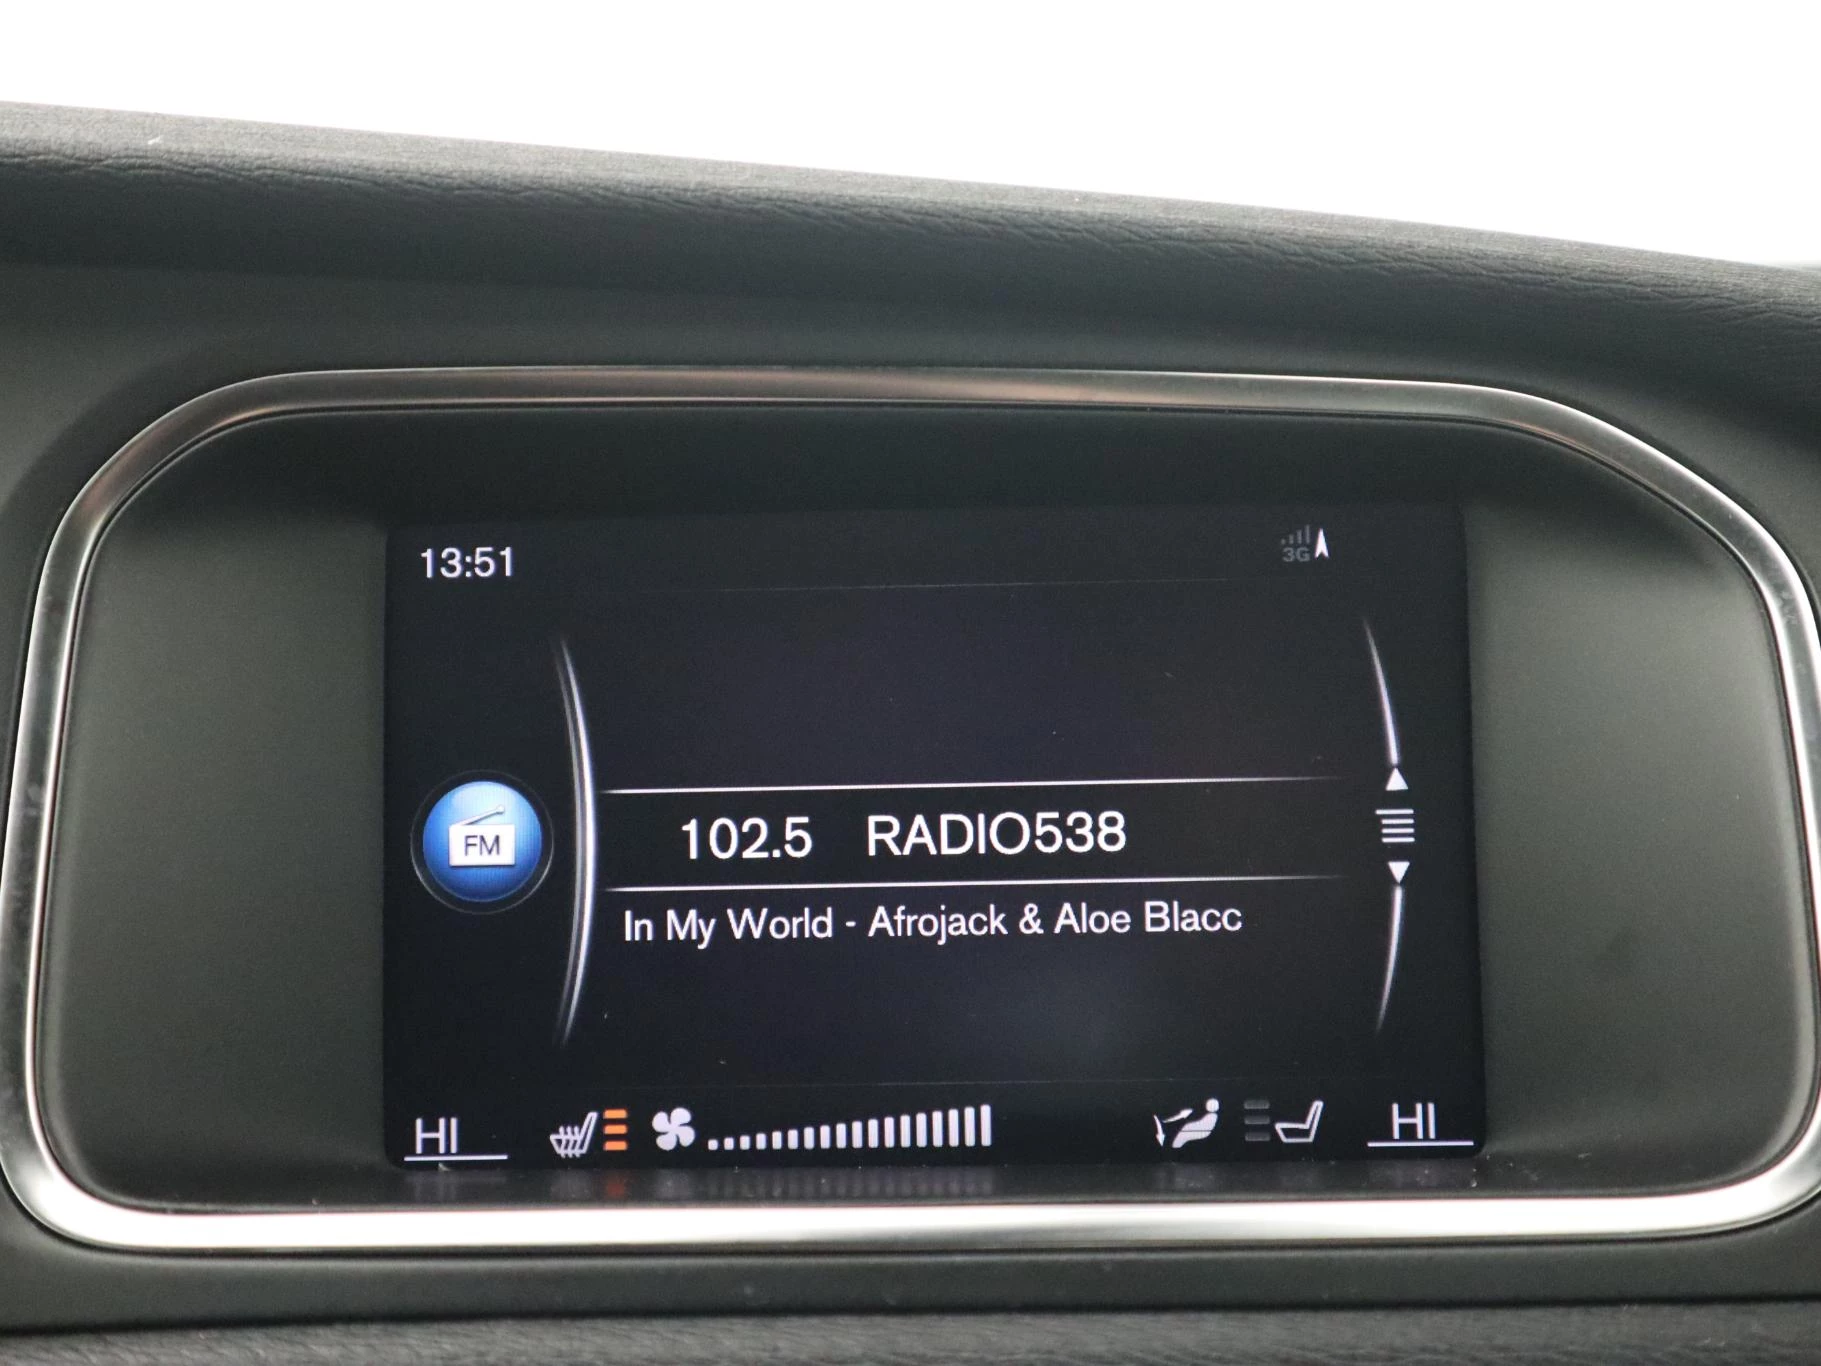 13:51
3G
FM
102.5 RADIO538
In My World - Afrojack & Aloe Blacc
HI HI